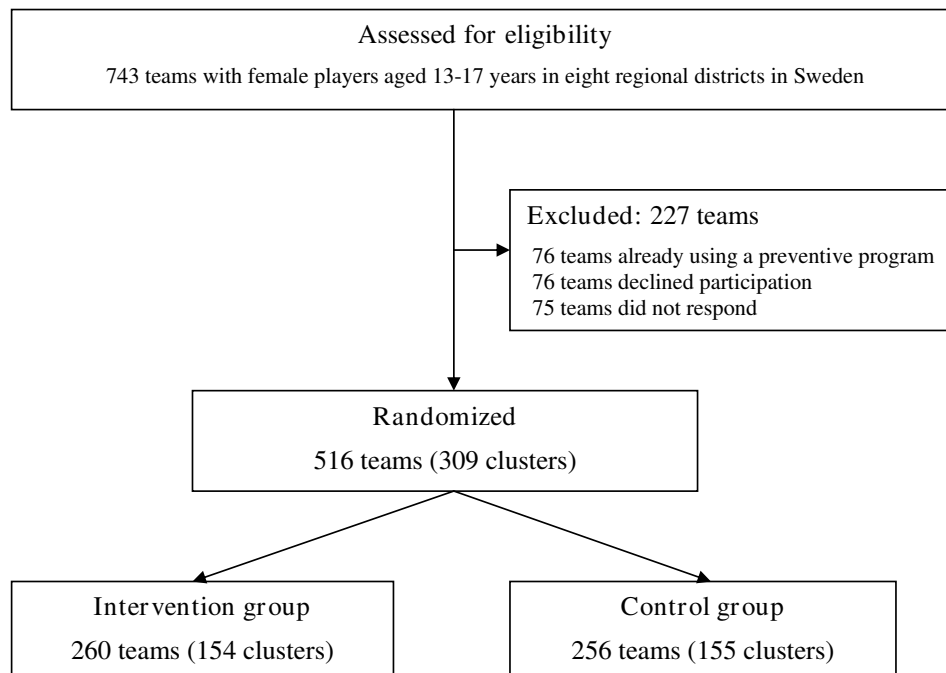 Assessed for eligibility
743 teams with female players aged 13-17 years in eight regional districts in Sweden
Excluded: 227 teams
76 teams already using a preventive program
76 teams declined participation
75 teams did not respond
Randomized
516 teams (309 clusters)
Intervention group
260 teams (154 clusters)
Control group
256 teams (155 clusters)